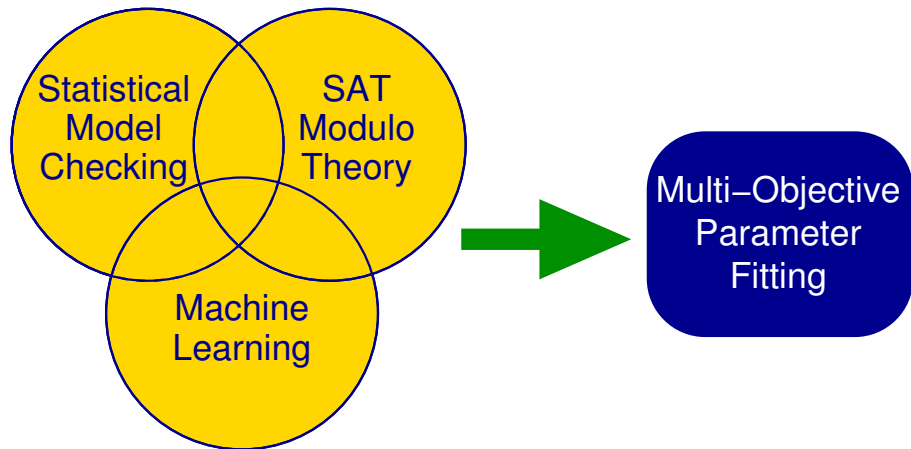 Statistical
Model
Checking
SAT
Modulo
Theory
Machine
Learning
Multi−Objective
Parameter
Fitting